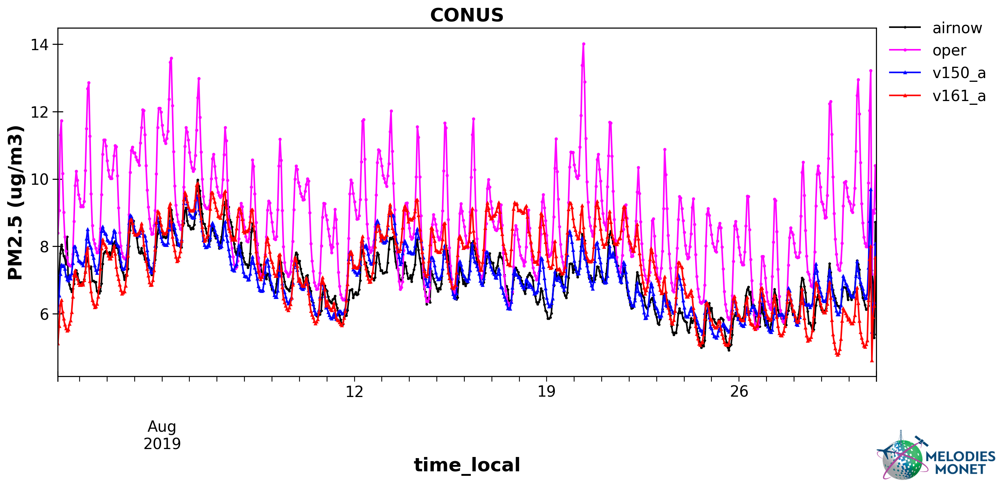 CONUS
airnow
oper
v150_a
v161_a
PM2.5 (ug/m3)
14
12
10
8
6
12
19
26
Aug
2019
time_local
MELODIES
MONET